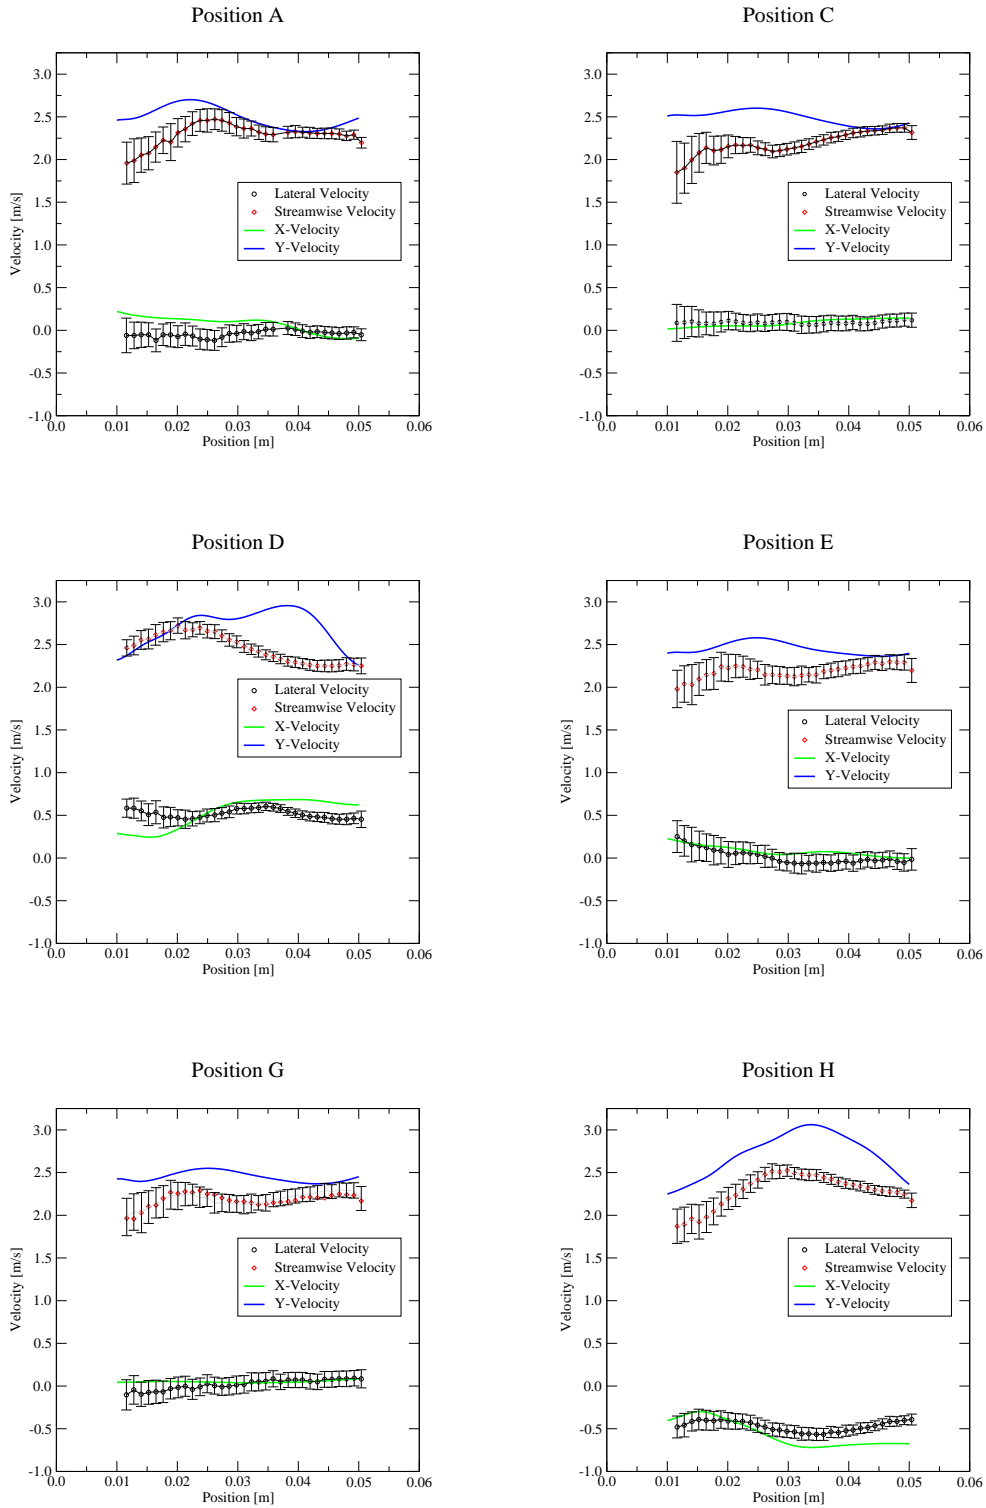 Position A
Position C
3.0
2.5
2.0
1.5
1.0
0.5
0.0
-0.5
-1.0
Velocity [m/s]
Lateral Velocity
Streamwise Velocity
X-Velocity
Y-Velocity
0.0 0.01 0.02 0.03 0.04 0.05 0.06
Position [m]
3.0
2.5
2.0
1.5
1.0
0.5
0.0
-0.5
-1.0
Velocity [m/s]
Lateral Velocity
Streamwise Velocity
X-Velocity
Y-Velocity
0.0 0.01 0.02 0.03 0.04 0.05 0.06
Position [m]
Position D
Position E
3.0
2.5
2.0
1.5
1.0
0.5
0.0
-0.5
-1.0
Velocity [m/s]
Lateral Velocity
Streamwise Velocity
X-Velocity
Y-Velocity
0.0 0.01 0.02 0.03 0.04 0.05 0.06
Position [m]
3.0
2.5
2.0
1.5
1.0
0.5
0.0
-0.5
-1.0
Velocity [m/s]
Lateral Velocity
Streamwise Velocity
X-Velocity
Y-Velocity
0.0 0.01 0.02 0.03 0.04 0.05 0.06
Position [m]
Position G
Position H
3.0
2.5
2.0
1.5
1.0
0.5
0.0
-0.5
-1.0
Velocity [m/s]
Lateral Velocity
Streamwise Velocity
X-Velocity
Y-Velocity
0.0 0.01 0.02 0.03 0.04 0.05 0.06
Position [m]
3.0
2.5
2.0
1.5
1.0
0.5
0.0
-0.5
-1.0
Velocity [m/s]
Lateral Velocity
Streamwise Velocity
X-Velocity
Y-Velocity
0.0 0.01 0.02 0.03 0.04 0.05 0.06
Position [m]